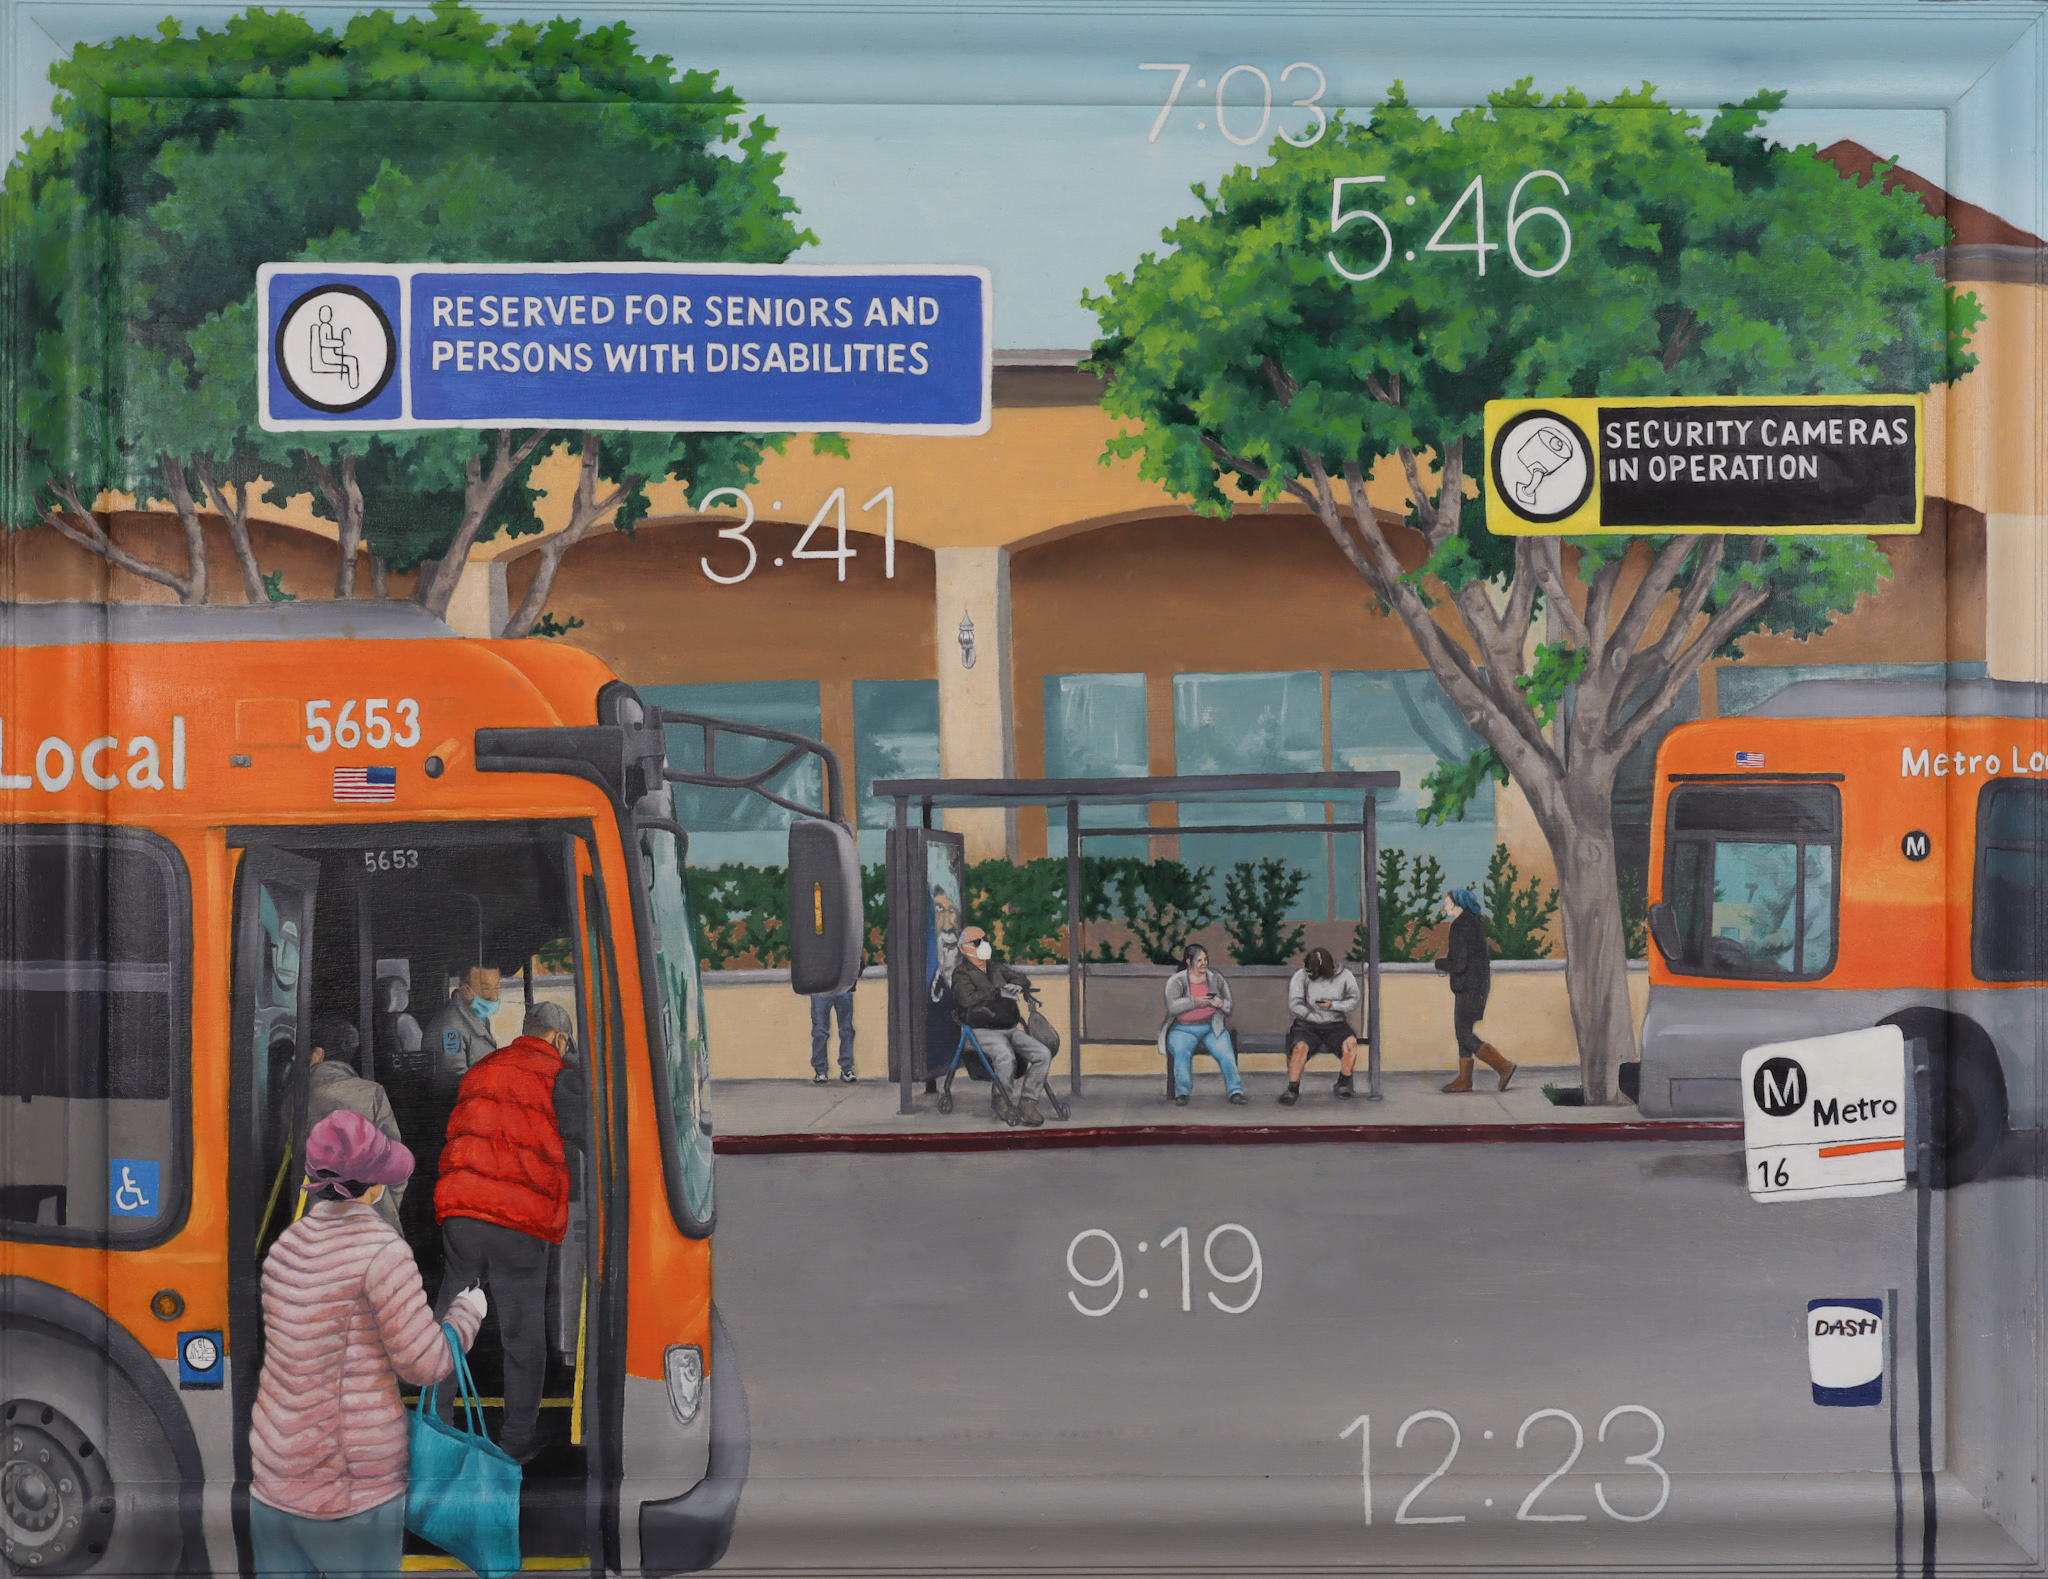 7:03
5:46
RESERVED FOR SENIORS AND
PERSONS WITH DISABILITIES
SECURITY CAMERAS
IN OPERATION
3:41
Local
5653
Metro Lo
5653
M
M
Metro
16
9:19
DASH
12:23